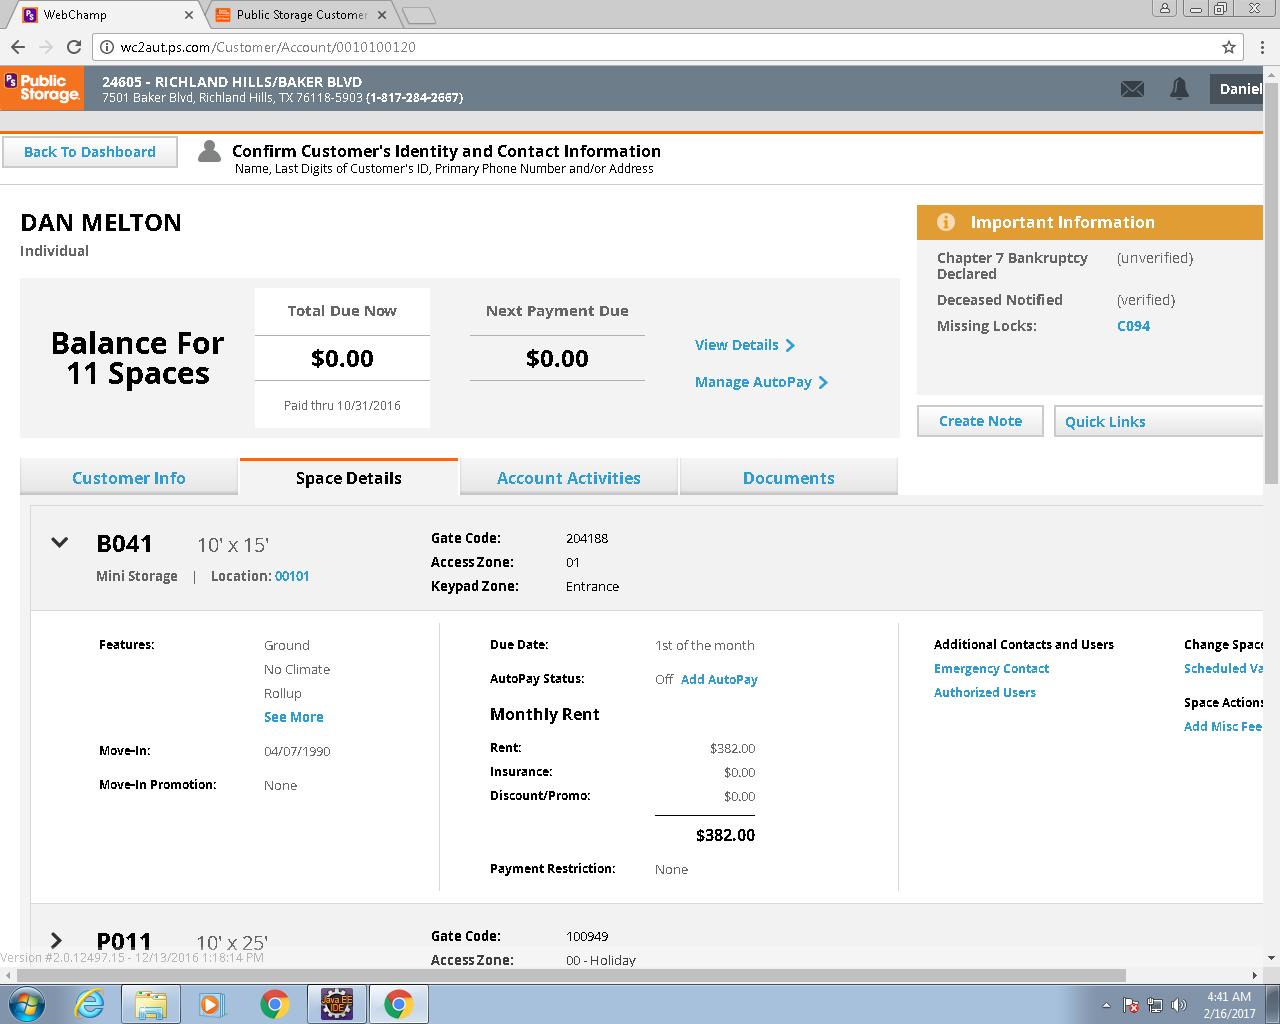 WebChamp
Public Storage Customer
wc2aut.ps.com/Customer/Account/0010100120
PS Public Storage.
24605 - RICHLAND HILLS/BAKER BLVD
7501 Baker Blvd, Richland Hills, TX 76118-5903 (1-817-284-2667)
Daniel
Back To Dashboard
Confirm Customer's Identity and Contact Information
Name, Last Digits of Customer's ID, Primary Phone Number and/or Address
DAN MELTON
Individual
Balance For
11 Spaces
Total Due Now
$0.00
Paid thru 10/31/2016
Next Payment Due
$0.00
View Details
Manage AutoPay
Important Information
Chapter 7 Bankruptcy Declared (unverified)
Deceased Notified (verified)
Missing Locks: C094
Create Note
Quick Links
Customer Info
Space Details
Account Activities
Documents
B041 10' x 15'
Mini Storage | Location: 00101
Gate Code: 204188
Access Zone: 01
Keypad Zone: Entrance
Features: Ground
No Climate
Rollup
See More
Move-In: 04/07/1990
Move-In Promotion: None
Due Date: 1st of the month
AutoPay Status: Off Add AutoPay
Monthly Rent
Rent: $382.00
Insurance: $0.00
Discount/Promo: $0.00
$382.00
Payment Restriction: None
Additional Contacts and Users
Emergency Contact
Authorized Users
Change Space
Scheduled Va
Space Actions
Add Misc Fee
P011 10' x 25'
Gate Code: 100949
Access Zone: 00 - Holiday
Version #2.0.12497.15 - 12/13/2016 1:18:14 PM
Java EE
IDE
4:41 AM
2/16/2017